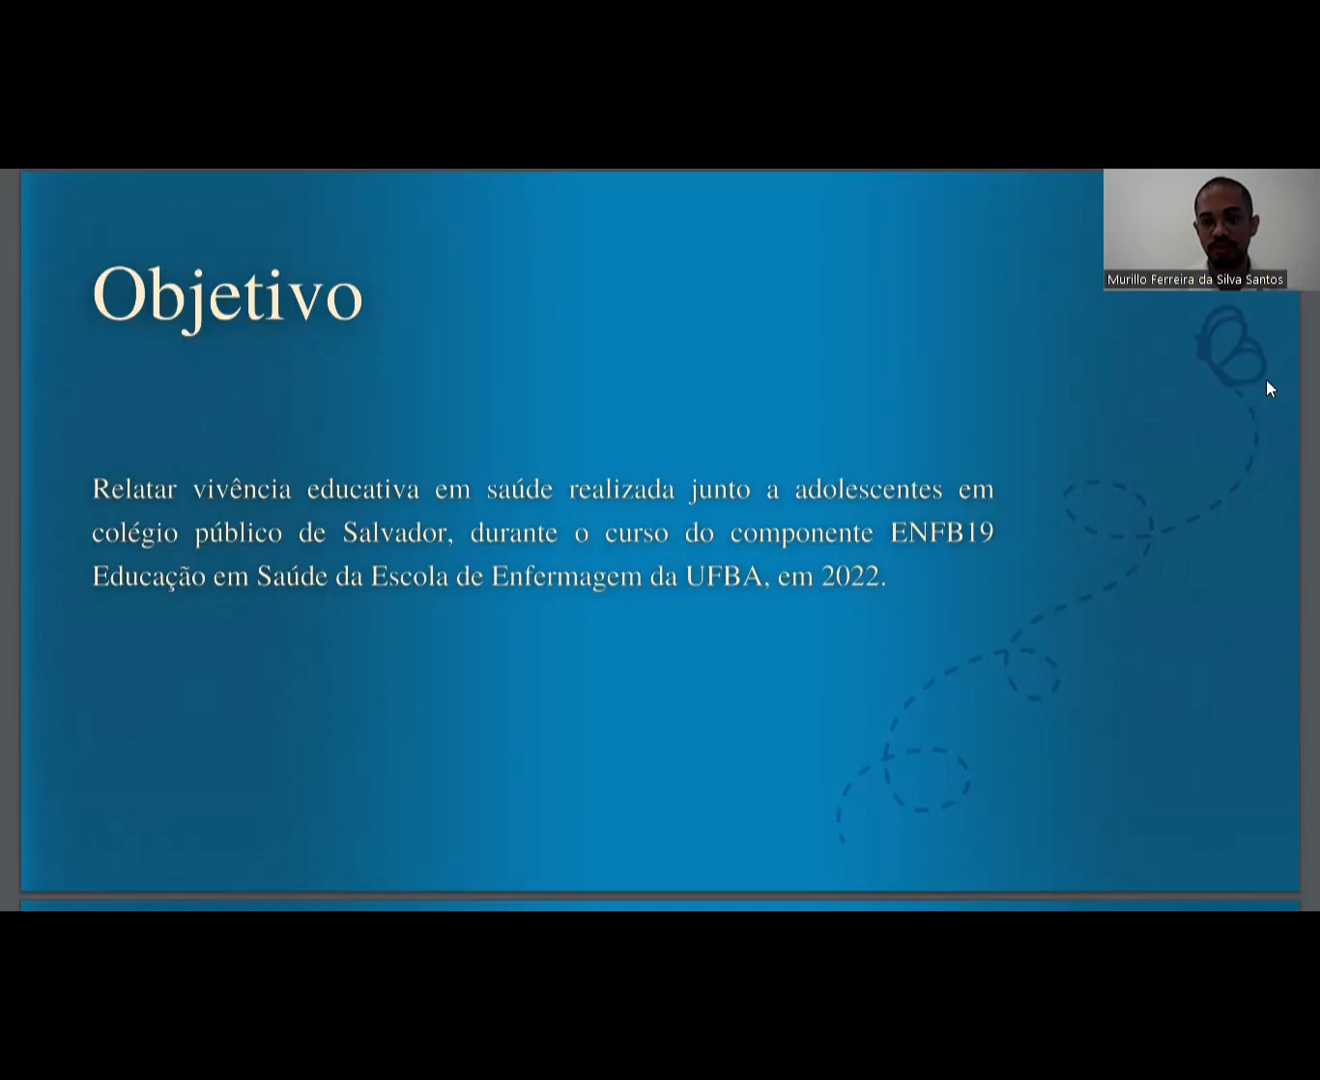 Objetivo
Murillo Ferreira da Silva Santos
Relatar vivência educativa em saúde realizada junto a adolescentes em
colégio público de Salvador, durante o curso do componente ENFB19
Educação em Saúde da Escola de Enfermagem da UFBA, em 2022.